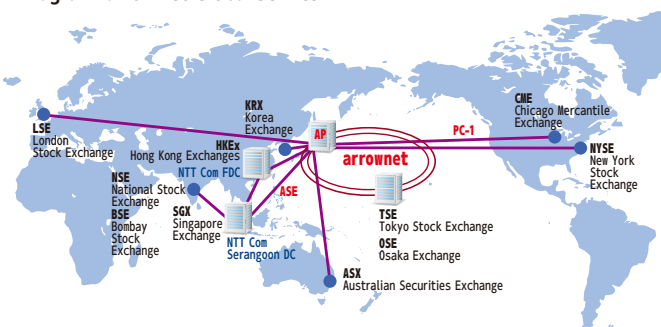 KRX
Korea
Exchange
AP
CME
Chicago Mercantile
Exchange
PC-1
LSE
London
Stock Exchange
HKEx
Hong Kong Exchanges
NTT Com FDC
arrownet
NYSE
New York
Stock
Exchange
NSE
National Stock
Exchange
BSE
Bombay
Stock
Exchange
ASE
SGX
Singapore
Exchange
NTT Com
Serangoon DC
TSE
Tokyo Stock Exchange
OSE
Osaka Exchange
ASX
Australian Securities Exchange